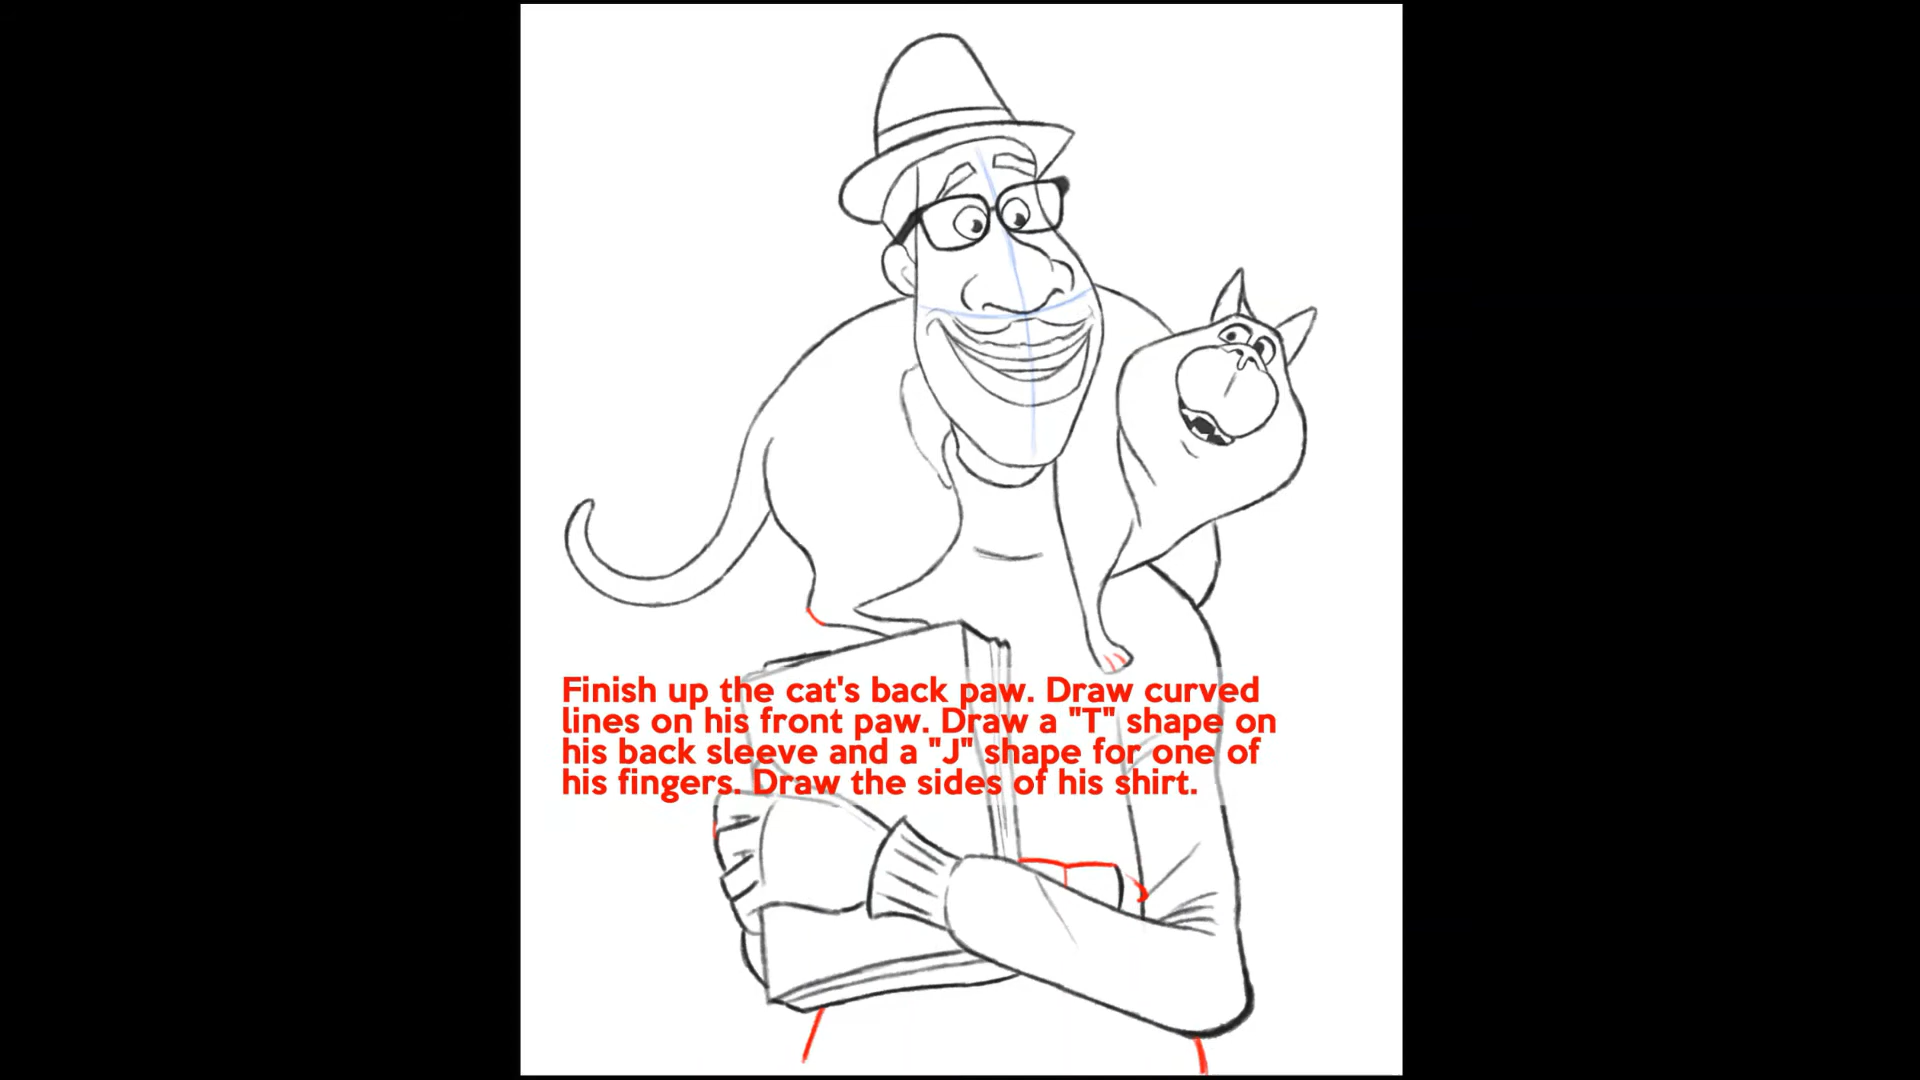 Finish up the cat's back paw. Draw curved
lines on his front paw. Draw a "T" shape on
his back sleeve and a "J" shape for one of
his fingers. Draw the sides of his shirt.